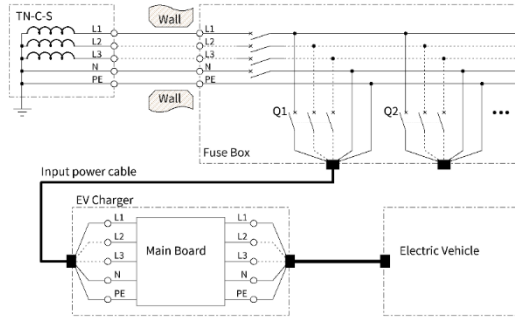 TN-C-S
L1
L2
L3
N
PE
Wall
Wall
L1
L2
L3
N
PE
Q1
Q2
Fuse Box
Input power cable
EV Charger
L1
L2
L3
N
PE
Main Board
L1
L2
L3
N
PE
Electric Vehicle